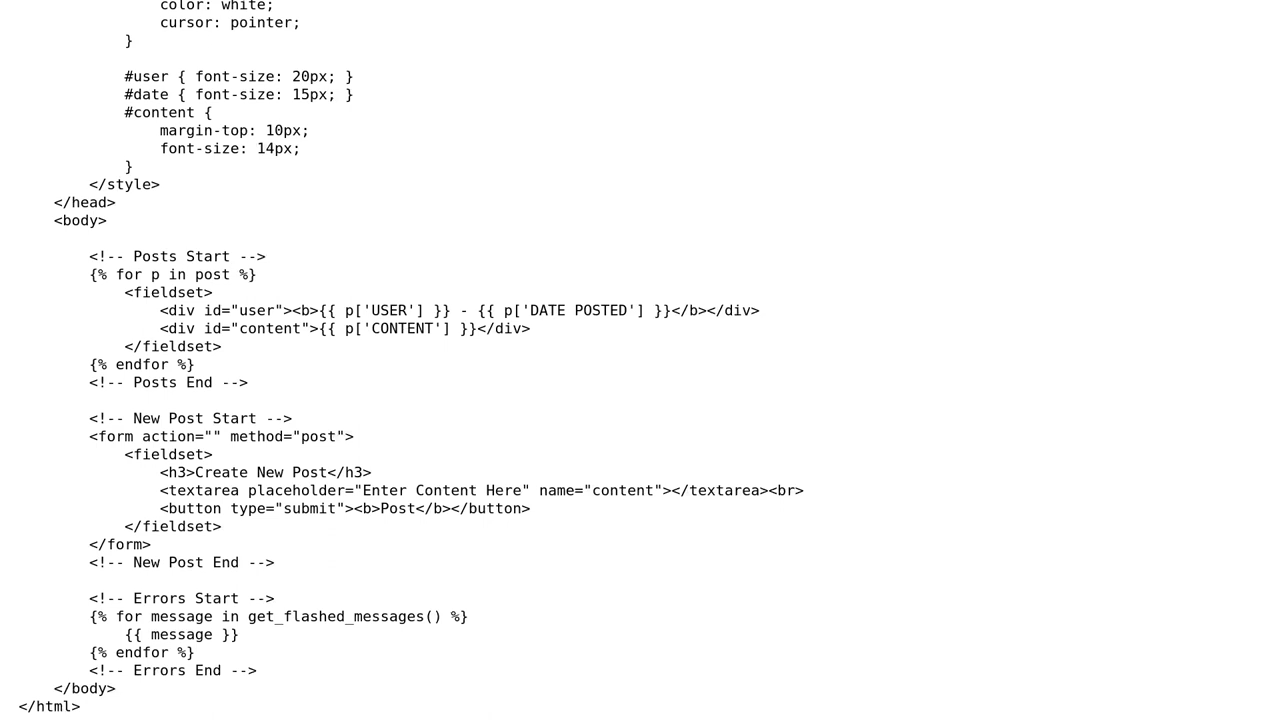 color: white;
                cursor: pointer;
            }

            #user { font-size: 20px; }
            #date { font-size: 15px; }
            #content {
                margin-top: 10px;
                font-size: 14px;
            }
        </style>
    </head>
    <body>

        <!-- Posts Start -->
        {% for p in post %}
            <fieldset>
                <div id="user"><b>{{ p['USER'] }} - {{ p['DATE POSTED'] }}</b></div>
                <div id="content">{{ p['CONTENT'] }}</div>
            </fieldset>
        {% endfor %}
        <!-- Posts End -->

        <!-- New Post Start -->
        <form action="" method="post">
            <fieldset>
                <h3>Create New Post</h3>
                <textarea placeholder="Enter Content Here" name="content"></textarea><br>
                <button type="submit"><b>Post</b></button>
            </fieldset>
        </form>
        <!-- New Post End -->

        <!-- Errors Start -->
        {% for message in get_flashed_messages() %}
            {{ message }}
        {% endfor %}
        <!-- Errors End -->
    </body>
</html>